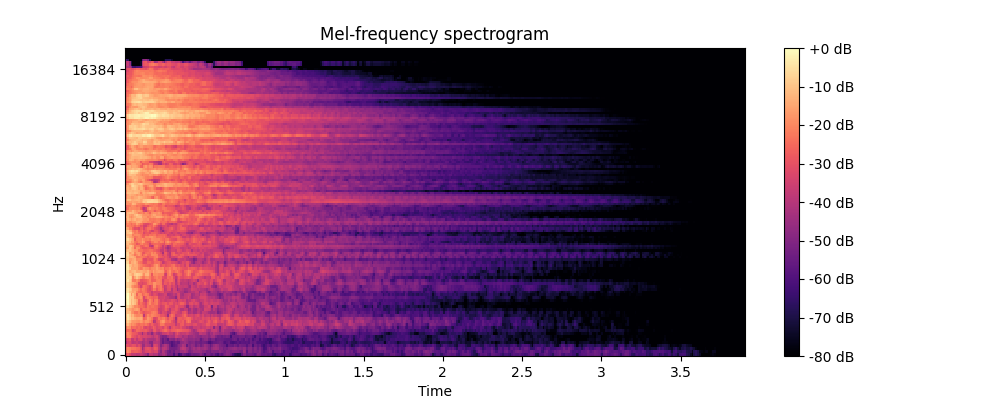 Mel-frequency spectrogram
Hz
16384
8192
4096
2048
1024
512
0
0 0.5 1 1.5 2 2.5 3 3.5
Time
+0 dB
-10 dB
-20 dB
-30 dB
-40 dB
-50 dB
-60 dB
-70 dB
-80 dB